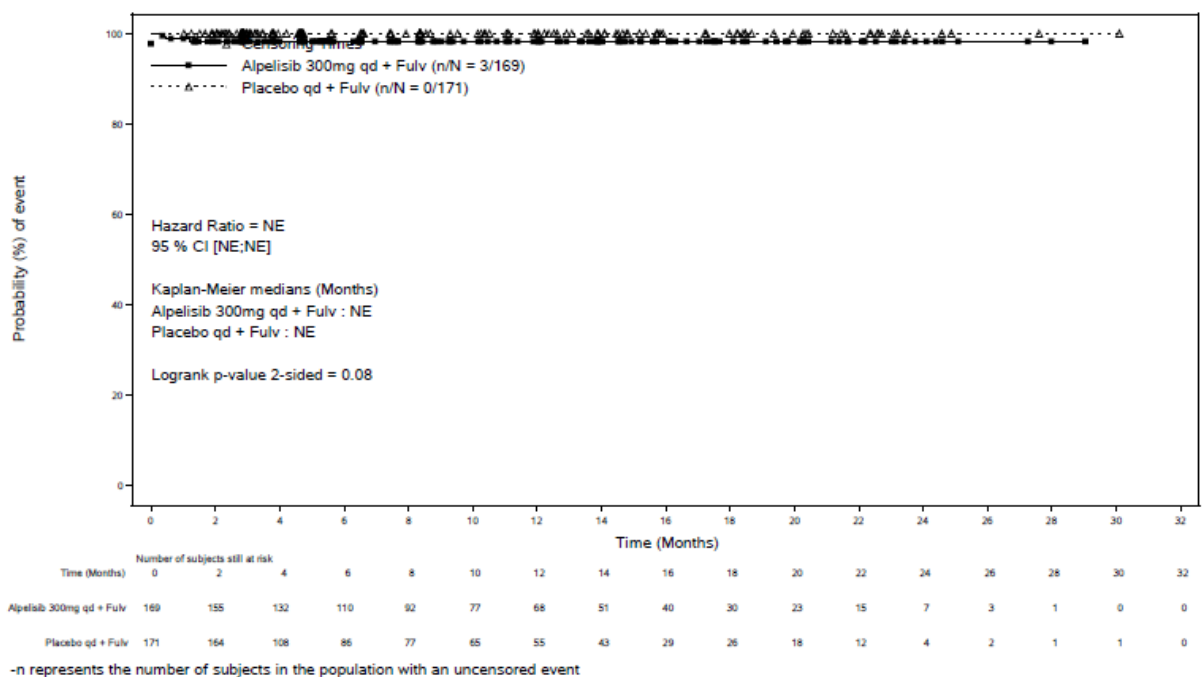 100
Censoring Times
Alpelisib 300mg qd + Fulv (n/N = 3/169)
Placebo qd + Fulv (n/N = 0/171)
80
Probability (%) of event
60
Hazard Ratio = NE
95 % CI [NE;NE]
Kaplan-Meier medians (Months)
40
Alpelisib 300mg qd + Fulv : NE
Placebo qd + Fulv : NE
Logrank p-value 2-sided = 0.08
20
0
0 2 4 6 8 10 12 14 16 18 20 22 24 26 28 30 32
Time (Months)
Number of subjects still at risk
Time (Months) 0 2 4 6 8 10 12 14 16 18 20 22 24 26 28 30 32
Alpelisib 300mg qd + Fulv 169 155 132 110 92 77 68 51 40 30 23 15 7 3 1 0 0
Placebo qd + Fulv 171 164 108 86 77 65 55 43 29 26 18 12 4 2 1 1 0
-n represents the number of subjects in the population with an uncensored event